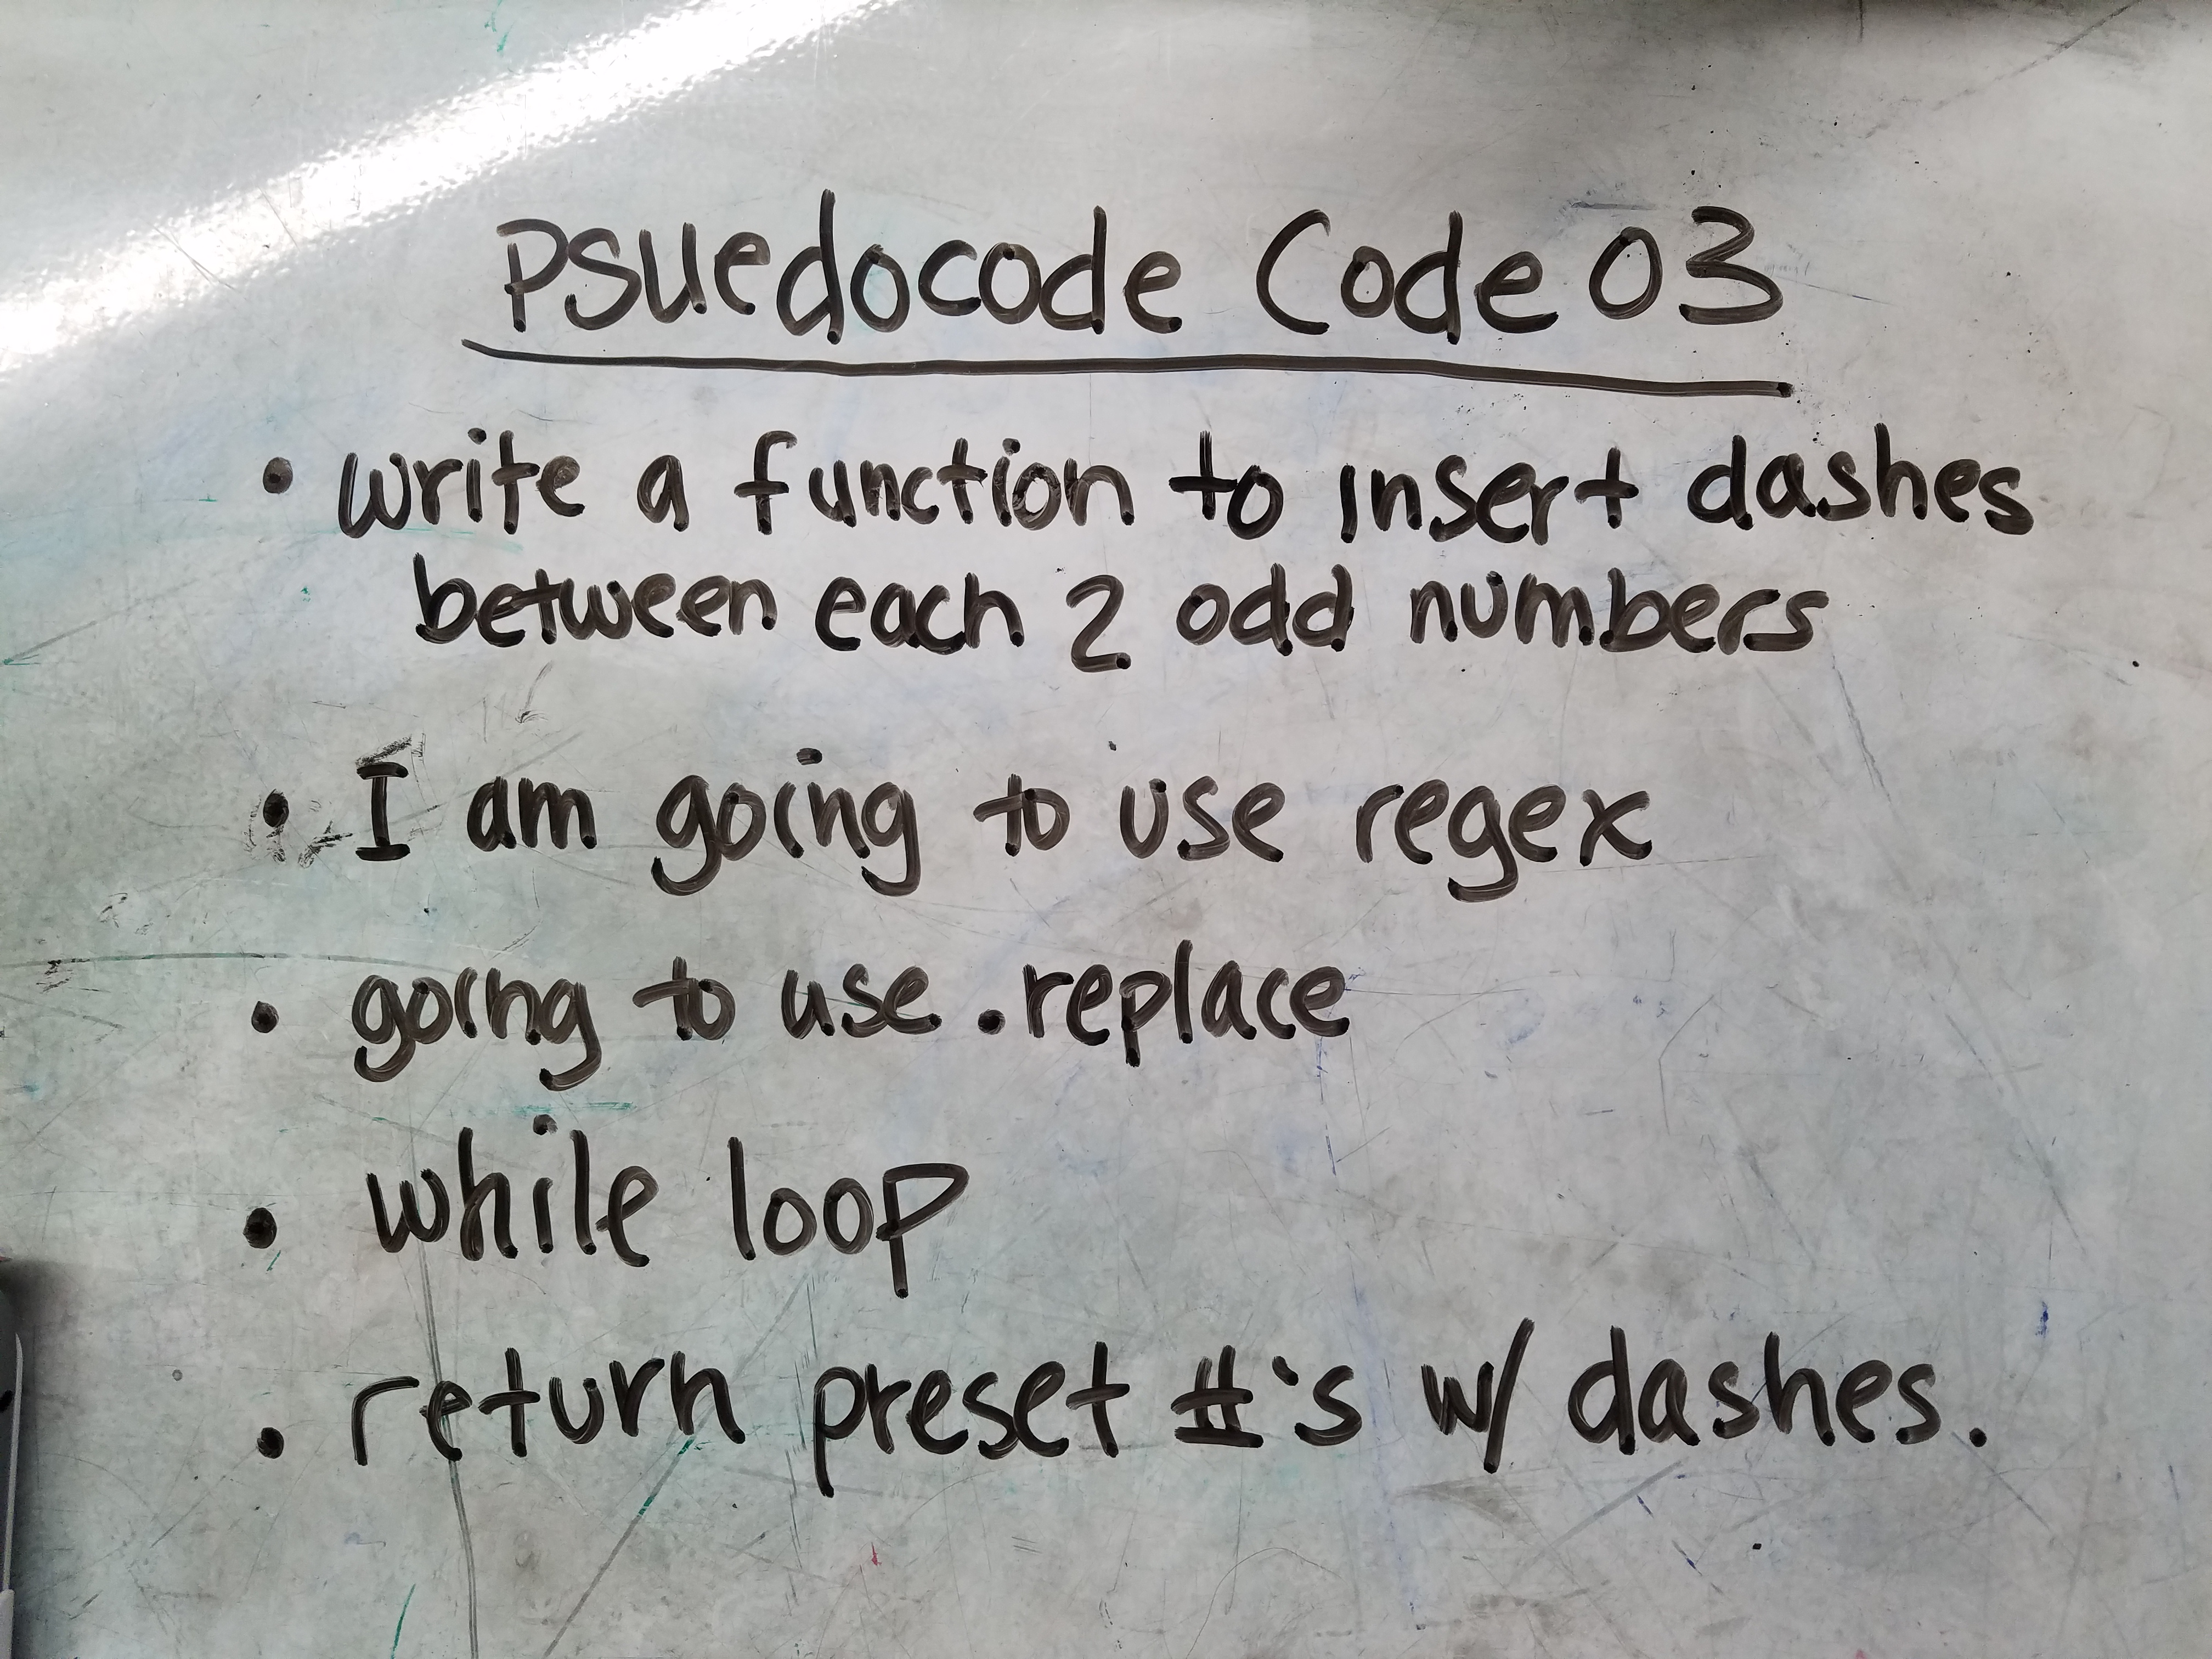 Psuedocode Code 03
• write a function to insert dashes
between each 2 odd numbers
• I am going to use regex
• going to use .replace
• while loop
• return preset #'s w/ dashes.